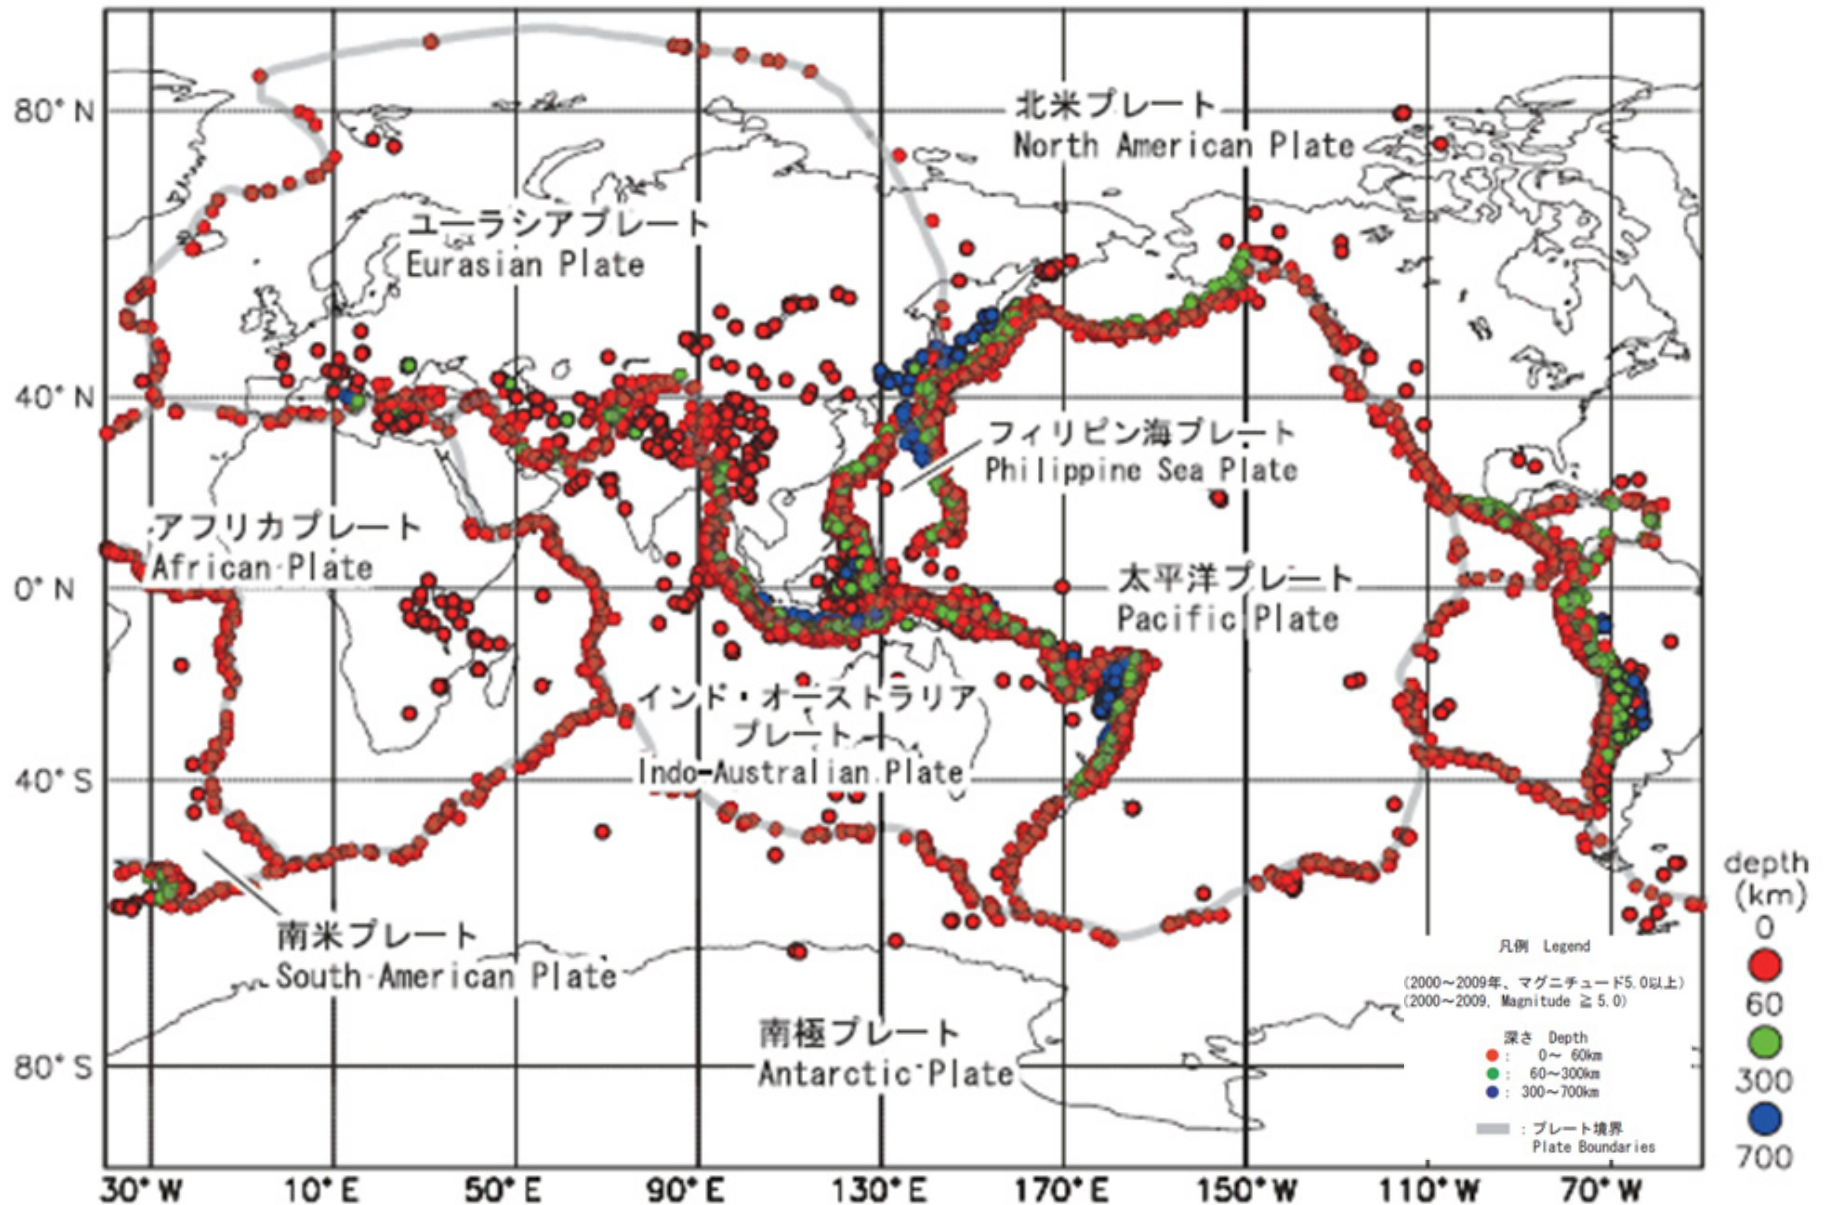 80°N
40°N
0°N
40°S
80°S
北米プレート
North American Plate
ユーラシアプレート
Eurasian Plate
フィリピン海プレート
Philippine Sea Plate
アフリカプレート
African Plate
太平洋プレート
Pacific Plate
インド・オーストラリア
プレート
Indo-Australian Plate
南米プレート
South American Plate
南極プレート
Antarctic Plate
凡例 Legend
(2000～2009年、マグニチュード5.0以上)
(2000～2009, Magnitude ≧ 5.0)
深さ Depth
: 0～ 60km
: 60～300km
: 300～700km
: プレート境界
Plate Boundaries
depth
(km)
0
60
300
700
30°W 10°E 50°E 90°E 130°E 170°E 150°W 110°W 70°W